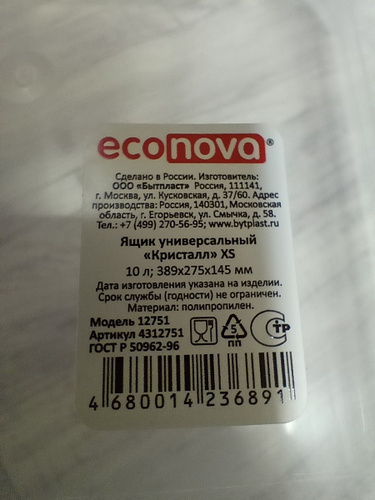 econova®
Сделано в России. Изготовитель:
ООО «Бытпласт» Россия, 111141,
г. Москва, ул. Кусковская, д. 37/60. Адрес
производства: Россия, 140301, Московская
область, г. Егорьевск, ул. Смычка, д. 58.
Тел.: +7 (499) 270-56-95; www.bytplast.ru
Ящик универсальный
«Кристалл» XS
10 л; 389х275х145 мм
Дата изготовления указана на изделии.
Срок службы (годности) не ограничен.
Материал: полипропилен.
Модель 12751
Артикул 4312751
ГОСТ Р 50962-96
5
ПП
СТР
4 680014 236891